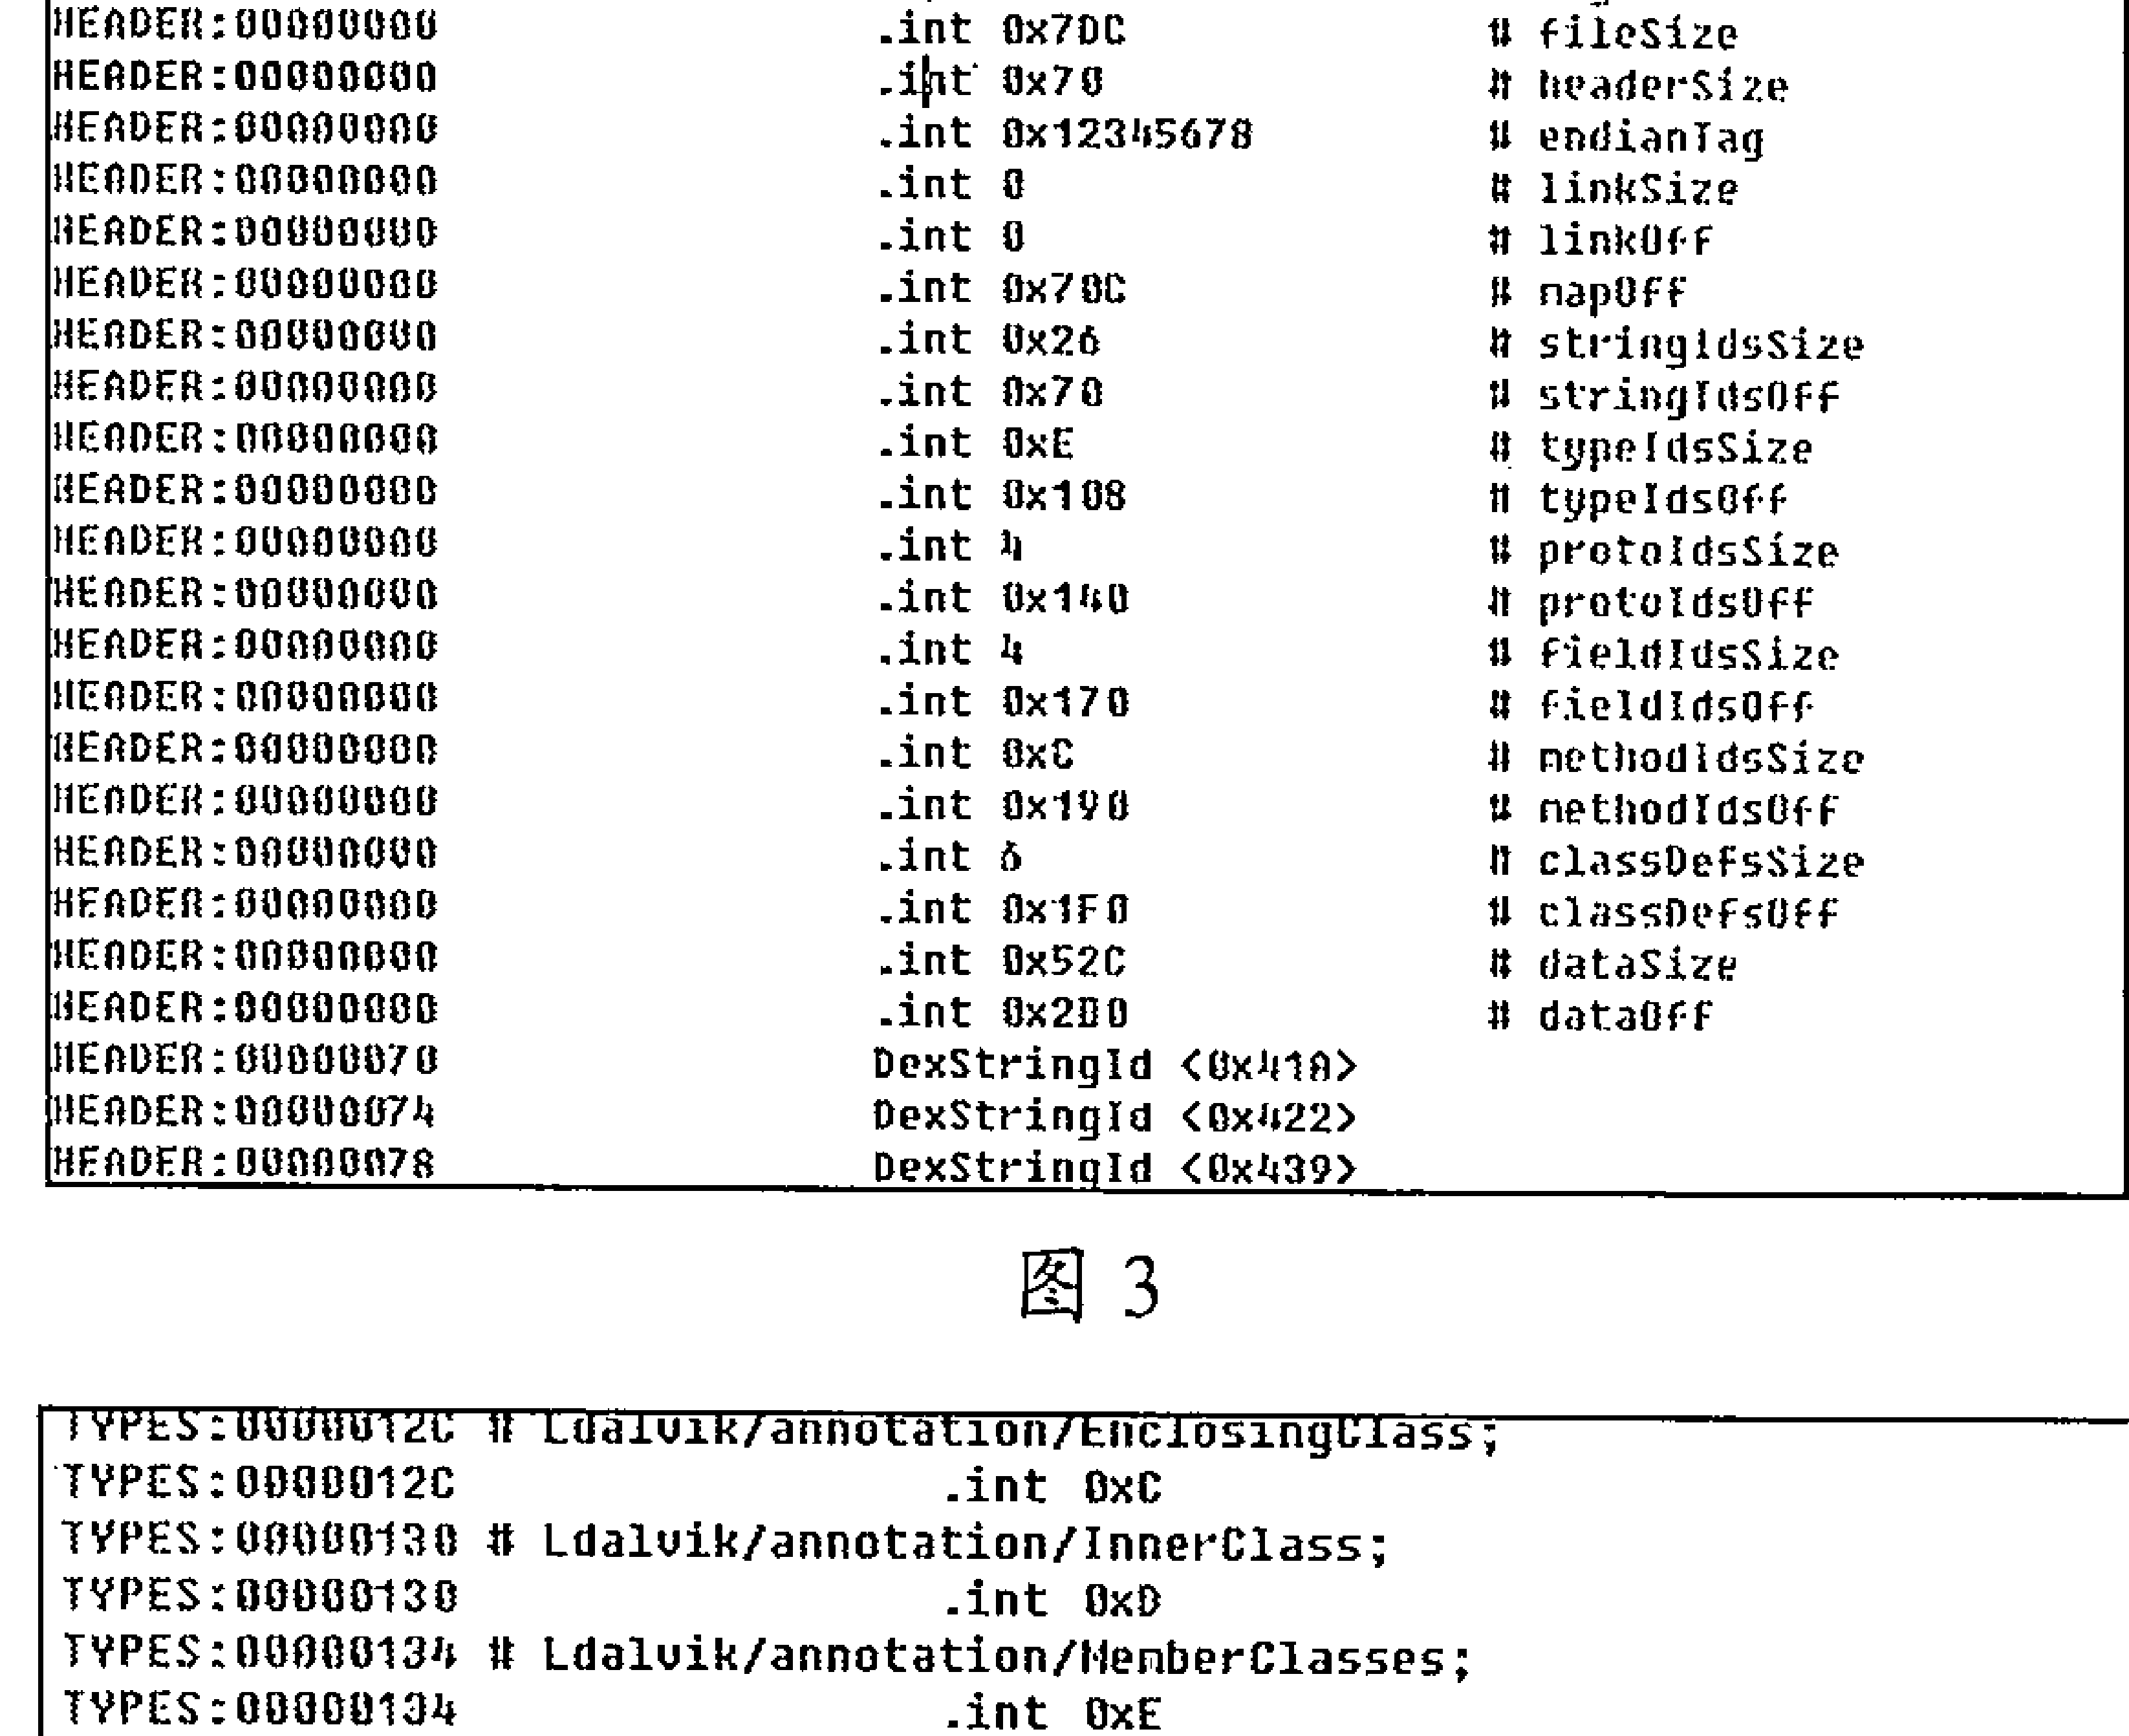 HEADER:00000000 .int 0x7DC # fileSize
HEADER:00000000 .int 0x70 # headerSize
HEADER:00000000 .int 0x12345678 # endianTag
HEADER:00000000 .int 0 # linkSize
HEADER:00000000 .int 0 # linkOff
HEADER:00000000 .int 0x70C # mapOff
HEADER:00000000 .int 0x26 # stringIdsSize
HEADER:00000000 .int 0x70 # stringIdsOff
HEADER:00000000 .int 0xE # typeIdsSize
HEADER:00000000 .int 0x108 # typeIdsOff
HEADER:00000000 .int 4 # protoIdsSize
HEADER:00000000 .int 0x140 # protoIdsOff
HEADER:00000000 .int 4 # fieldIdsSize
HEADER:00000000 .int 0x170 # fieldIdsOff
HEADER:00000000 .int 0xC # methodIdsSize
HEADER:00000000 .int 0x190 # methodIdsOff
HEADER:00000000 .int 6 # classDefsSize
HEADER:00000000 .int 0x1F0 # classDefsOff
HEADER:00000000 .int 0x52C # dataSize
HEADER:00000000 .int 0x2B0 # dataOff
HEADER:00000070 DexStringId <0x41A>
HEADER:00000074 DexStringId <0x422>
HEADER:00000078 DexStringId <0x439>
图 3
TYPES:0000012C # Ldalvik/annotation/EnclosingClass;
TYPES:0000012C .int 0xC
TYPES:00000130 # Ldalvik/annotation/InnerClass;
TYPES:00000130 .int 0xD
TYPES:00000134 # Ldalvik/annotation/MemberClasses;
TYPES:00000134 .int 0xE